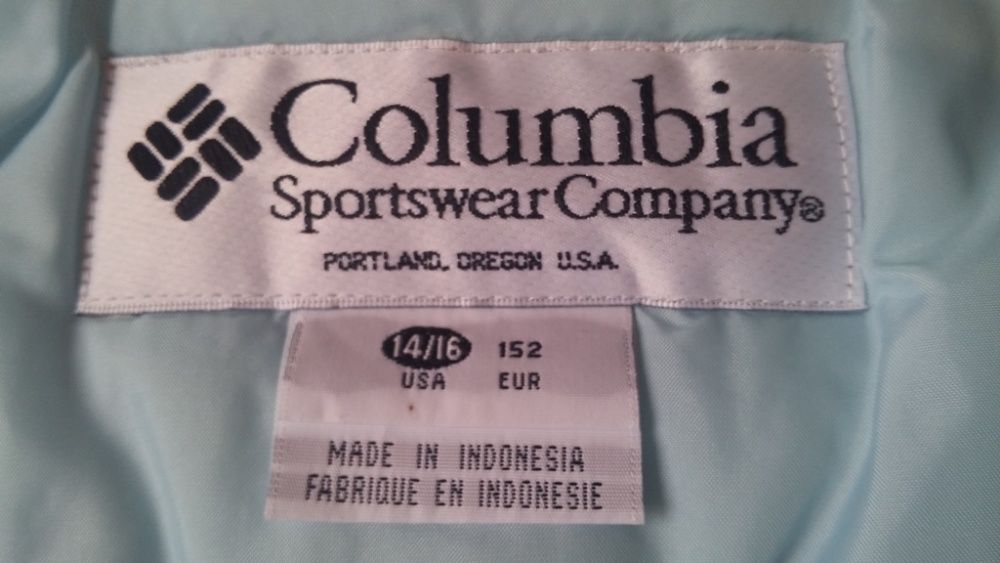 Columbia
Sportswear Company®
PORTLAND, OREGON U.S.A.
14/16 152
USA EUR
MADE IN INDONESIA
FABRIQUE EN INDONESIE